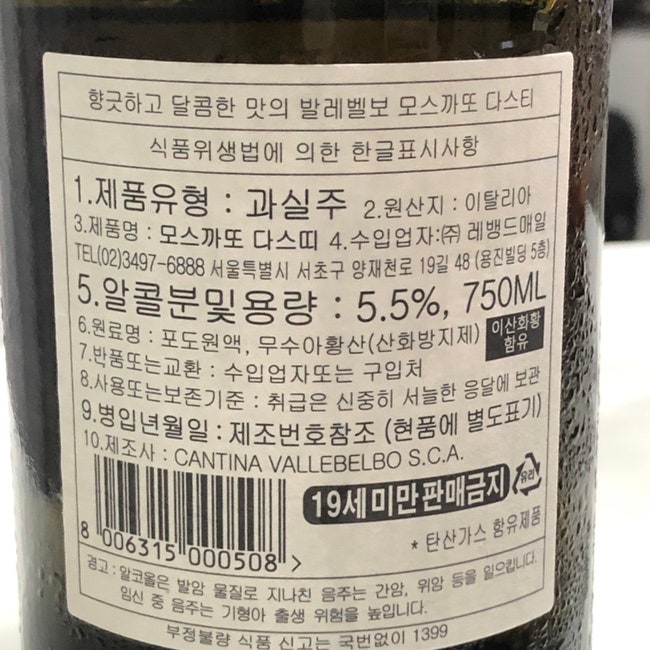 향긋하고 달콤한 맛의 발레벨보 모스까또 다스티
식품위생법에 의한 한글표시사항
1.제품유형 : 과실주 2.원산지 : 이탈리아
3.제품명 : 모스까또 다스띠 4.수입업자:㈜ 레뱅드매일
TEL(02)3497-6888 서울특별시 서초구 양재천로 19길 48 (용진빌딩 5층)
5.알콜분및용량 : 5.5%, 750ML
6.원료명 : 포도원액, 무수아황산(산화방지제) 이산화황 함유
7.반품또는교환 : 수입업자또는 구입처
8.사용또는보존기준 : 취급은 신중히 서늘한 응달에 보관
9.병입년월일 : 제조번호참조 (현품에 별도표기)
10.제조사 : CANTINA VALLEBELBO S.C.A.
19세미만판매금지 유리
* 탄산가스 함유제품
8 006315 000508 >
경고 : 알코올은 발암 물질로 지나친 음주는 간암, 위암 등을 일으킵니다.
임신 중 음주는 기형아 출생 위험을 높입니다.
부정불량 식품 신고는 국번없이 1399